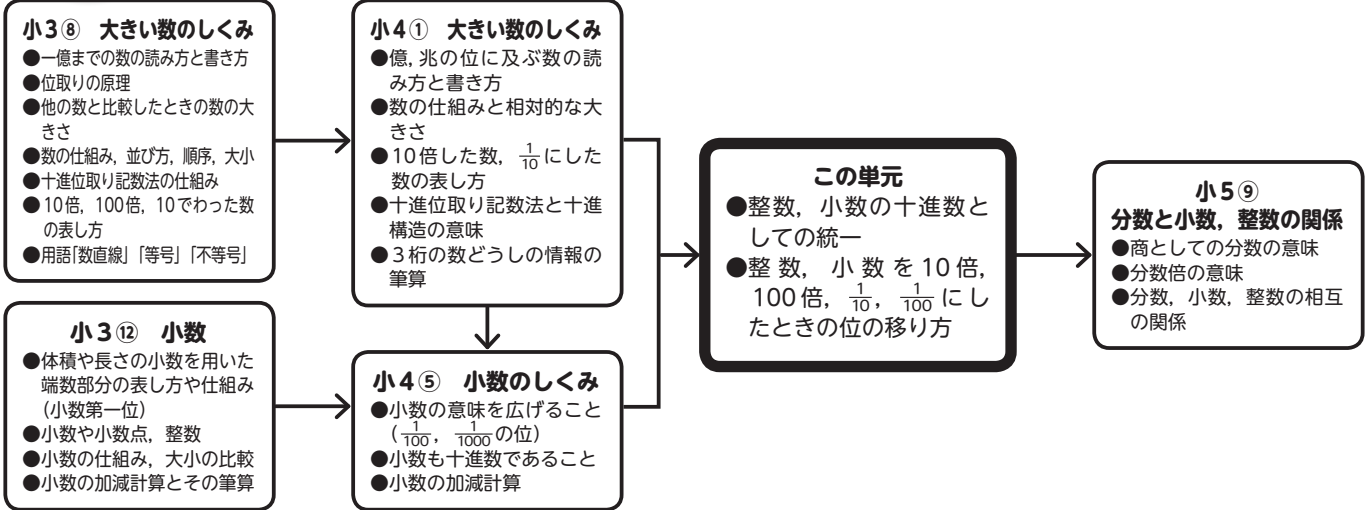 小3⑧　大きい数のしくみ
●一億までの数の読み方と書き方
●位取りの原理
●他の数と比較したときの数の大
きさ
●数の仕組み，並び方，順序，大小
●十進位取り記数法の仕組み
●10倍，100倍，10でわった数
の表し方
●用語「数直線」「等号」「不等号」
小3⑫　小数
●体積や長さの小数を用いた
端数部分の表し方や仕組み
（小数第一位）
●小数や小数点，整数
●小数の仕組み，大小の比較
●小数の加減計算とその筆算
小4①　大きい数のしくみ
●億，兆の位に及ぶ数の読
み方と書き方
●数の仕組みと相対的な大
きさ
●10倍した数，1/10にした
数の表し方
●十進位取り記数法と十進
構造の意味
●3桁の数どうしの情報の
筆算
小4⑤　小数のしくみ
●小数の意味を広げること
（1/100，1/1000の位）
●小数も十進数であること
●小数の加減計算
この単元
●整数，小数の十進数と
しての統一
●整数，小数を10倍，
100倍，1/10，1/100にし
たときの位の移り方
小5⑨
分数と小数，整数の関係
●商としての分数の意味
●分数倍の意味
●分数，小数，整数の相互
の関係